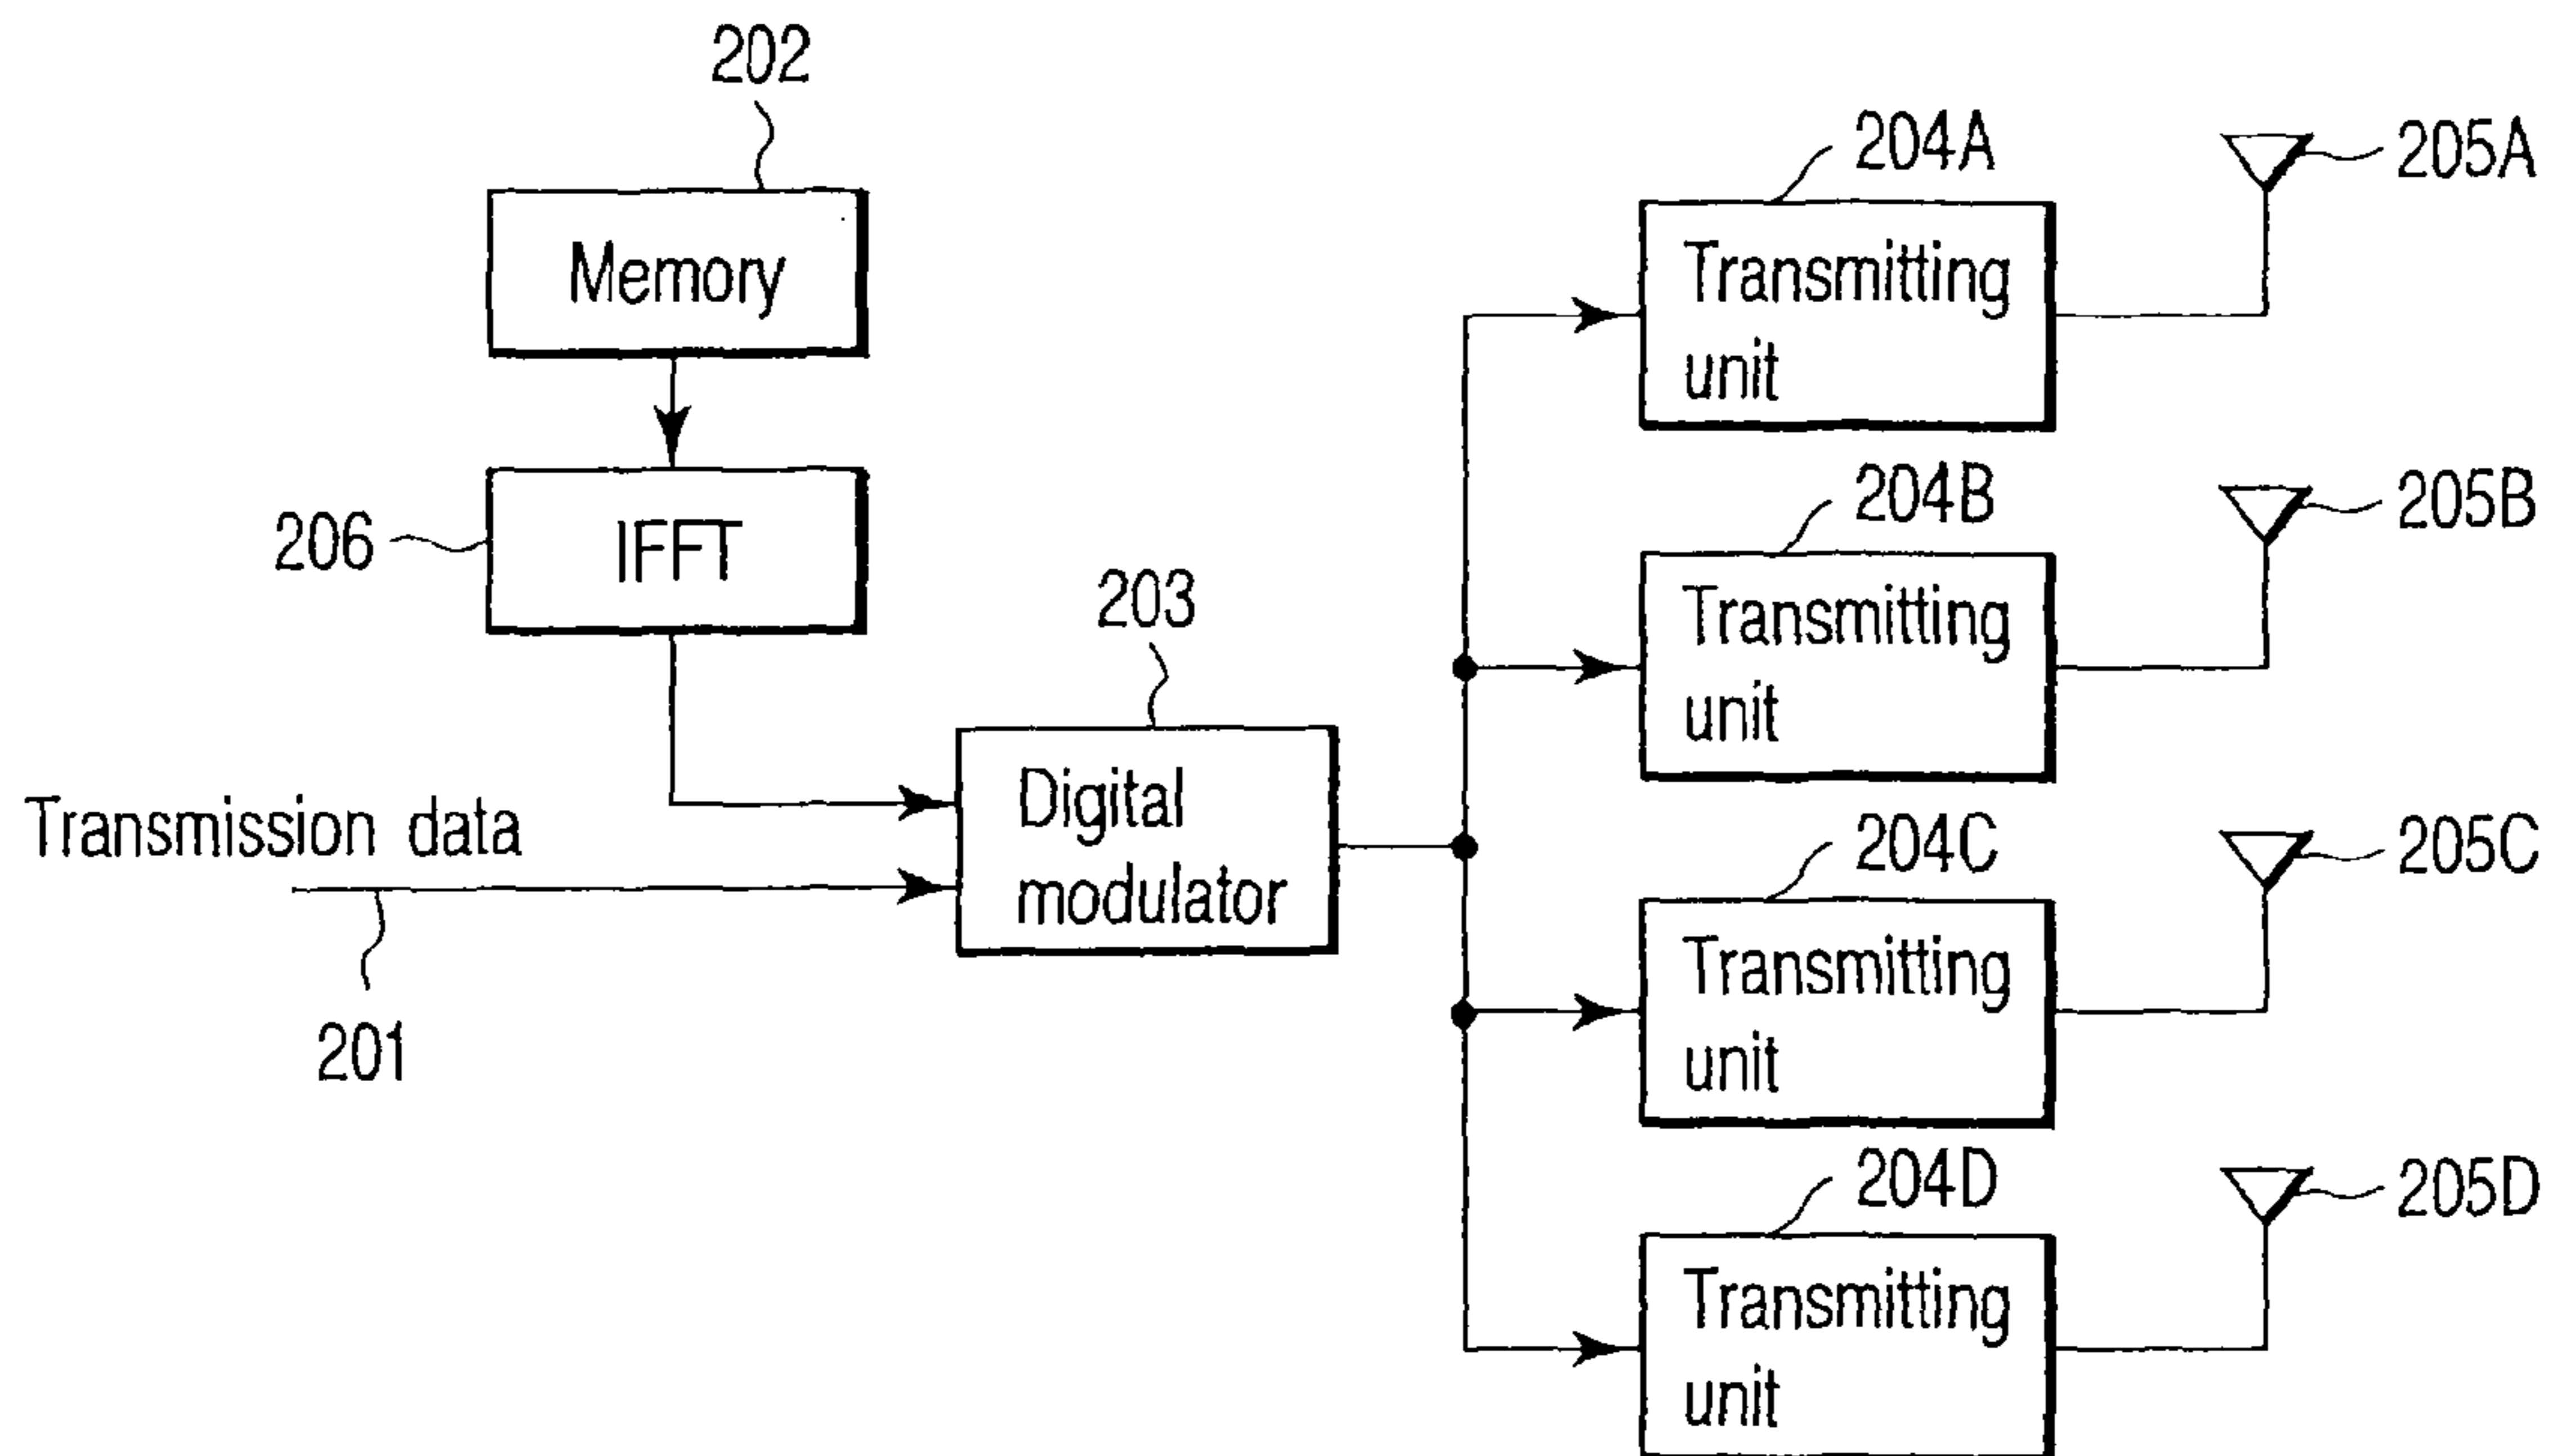 202
Memory
206
IFFT
203
Transmission data
201
Digital
modulator
204A
Transmitting
unit
205A
204B
Transmitting
unit
205B
204C
Transmitting
unit
205C
204D
Transmitting
unit
205D